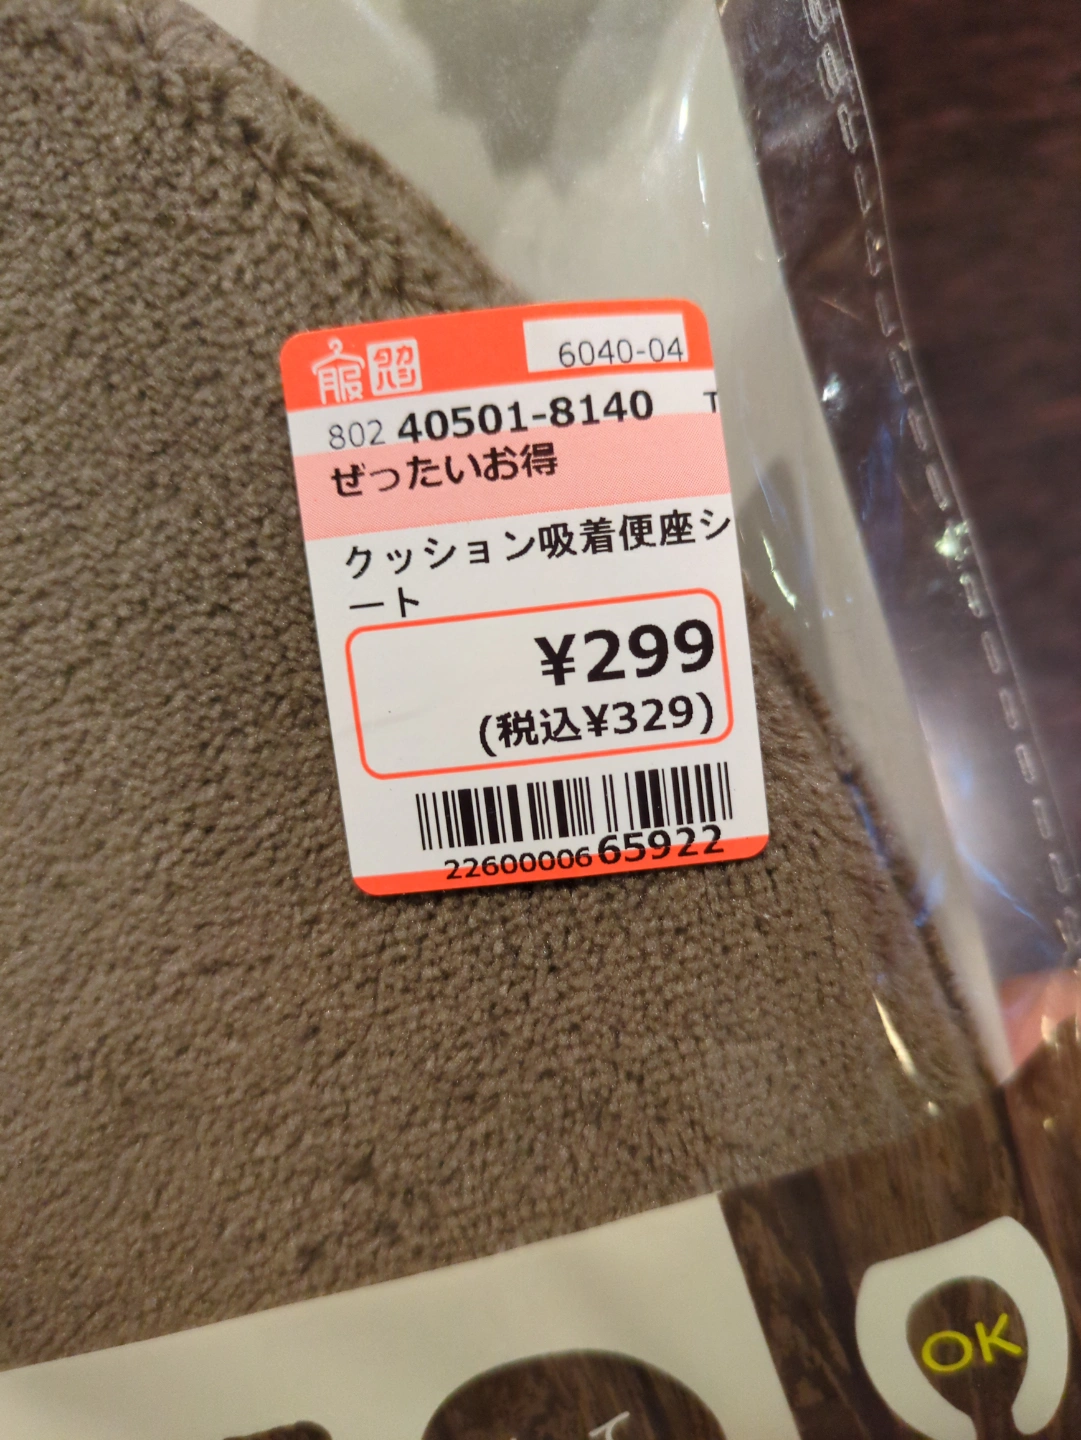 服 タカハシ
6040-04
802 40501-8140 T
ぜったいお得
クッション吸着便座シ
ート
¥299
(税込¥329)
2260000665922
OK